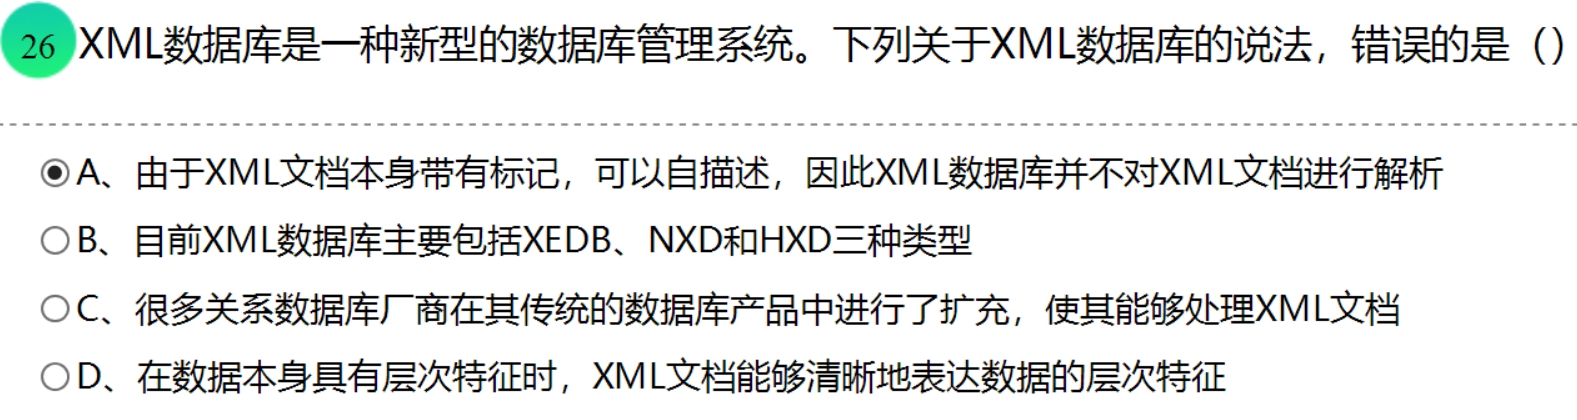 26 XML数据库是一种新型的数据库管理系统。下列关于XML数据库的说法，错误的是（）
A、由于XML文档本身带有标记，可以自描述，因此XML数据库并不对XML文档进行解析
B、目前XML数据库主要包括XEDB、NXD和HXD三种类型
C、很多关系数据库厂商在其传统的数据库产品中进行了扩充，使其能够处理XML文档
D、在数据本身具有层次特征时，XML文档能够清晰地表达数据的层次特征